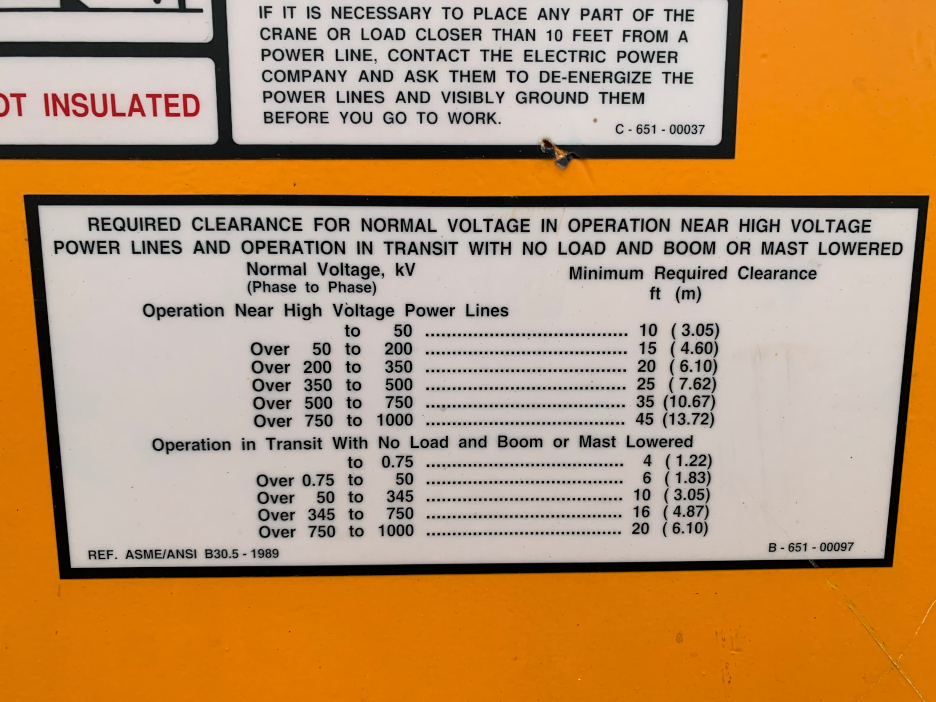 OT INSULATED
IF IT IS NECESSARY TO PLACE ANY PART OF THE
CRANE OR LOAD CLOSER THAN 10 FEET FROM A
POWER LINE, CONTACT THE ELECTRIC POWER
COMPANY AND ASK THEM TO DE-ENERGIZE THE
POWER LINES AND VISIBLY GROUND THEM
BEFORE YOU GO TO WORK.
C - 651 - 00037
REQUIRED CLEARANCE FOR NORMAL VOLTAGE IN OPERATION NEAR HIGH VOLTAGE
POWER LINES AND OPERATION IN TRANSIT WITH NO LOAD AND BOOM OR MAST LOWERED
Normal Voltage, kV Minimum Required Clearance
(Phase to Phase) ft (m)
Operation Near High Voltage Power Lines
to 50 ........................................ 10 (3.05)
Over 50 to 200 ........................................ 15 (4.60)
Over 200 to 350 ........................................ 20 (6.10)
Over 350 to 500 ........................................ 25 (7.62)
Over 500 to 750 ........................................ 35 (10.67)
Over 750 to 1000 ........................................ 45 (13.72)
Operation in Transit With No Load and Boom or Mast Lowered
to 0.75 ........................................ 4 (1.22)
Over 0.75 to 50 ........................................ 6 (1.83)
Over 50 to 345 ........................................ 10 (3.05)
Over 345 to 750 ........................................ 16 (4.87)
Over 750 to 1000 ........................................ 20 (6.10)
REF. ASME/ANSI B30.5 - 1989 B - 651 - 00097